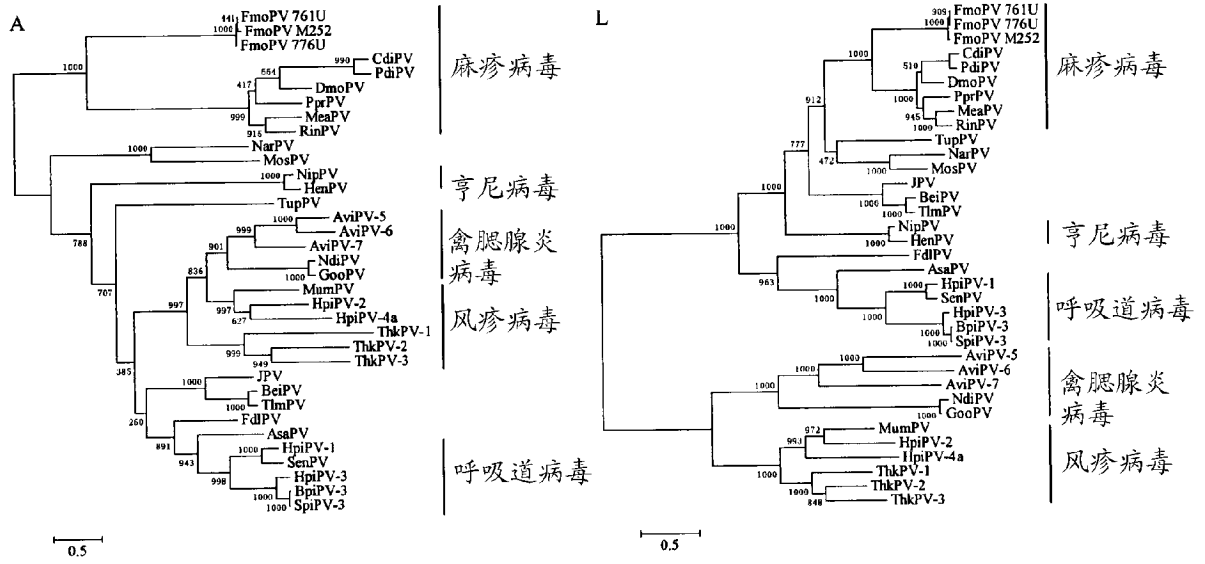 A
441
FmoPV 761U
1000
FmoPV M252
FmoPV 776U
1000
990
CdiPV
PdiPV
664
DmoPV
417
PprPV
999
MeaPV
916
RinPV
麻疹病毒
1000
NarPV
MosPV
1000
NipPV
HenPV
亨尼病毒
TupPV
788
1000
AviPV-5
AviPV-6
999
AviPV-7
901
NdiPV
1000
GooPV
禽腮腺炎
病毒
836
707
MumPV
997
HpiPV-2
997
627
HpiPV-4a
ThkPV-1
999
ThkPV-2
949
ThkPV-3
风疹病毒
385
JPV
1000
BeiPV
1000
TlmPV
260
FdlPV
891
AsaPV
943
1000
HpiPV-1
SenPV
998
HpiPV-3
BpiPV-3
1000
SpiPV-3
呼吸道病毒
0.5
L
909
FmoPV 761U
1000
FmoPV 776U
FmoPV M252
1000
CdiPV
510
PdiPV
DmoPV
1000
PprPV
945
MeaPV
1000
RinPV
麻疹病毒
912
TupPV
777
472
NarPV
1000
MosPV
1000
JPV
1000
BeiPV
1000
TlmPV
NipPV
1000
HenPV
亨尼病毒
1000
FdlPV
963
AsaPV
1000
1000
HpiPV-1
SenPV
1000
HpiPV-3
BpiPV-3
1000
SpiPV-3
呼吸道病毒
AviPV-5
1000
AviPV-6
1000
AviPV-7
1000
NdiPV
1000
GooPV
禽腮腺炎
病毒
972
MumPV
993
HpiPV-2
HpiPV-4a
1000
ThkPV-1
1000
ThkPV-2
848
ThkPV-3
风疹病毒
0.5